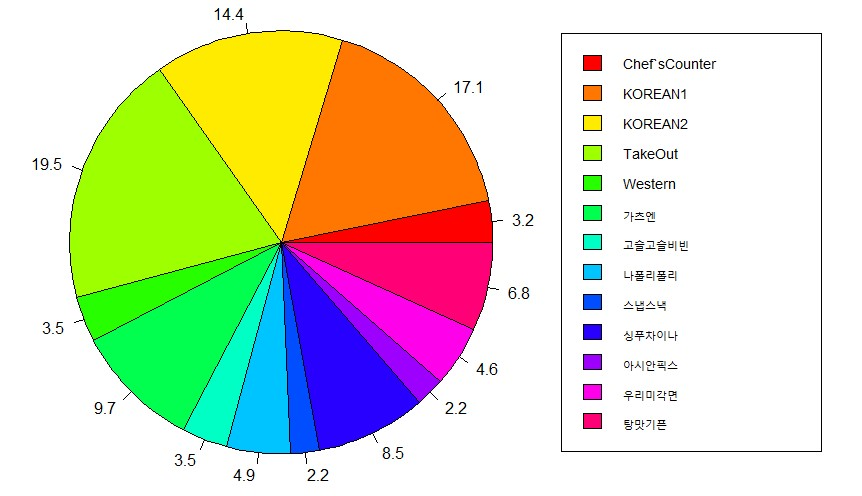 14.4
17.1
19.5
3.2
6.8
3.5
4.6
9.7
2.2
3.5
8.5
4.9
2.2
Chef`sCounter
KOREAN1
KOREAN2
TakeOut
Western
가츠엔
고슬고슬비빈
나폴리폴리
스냅스낵
싱푸차이나
아시안픽스
우리미각면
탕맛기픈